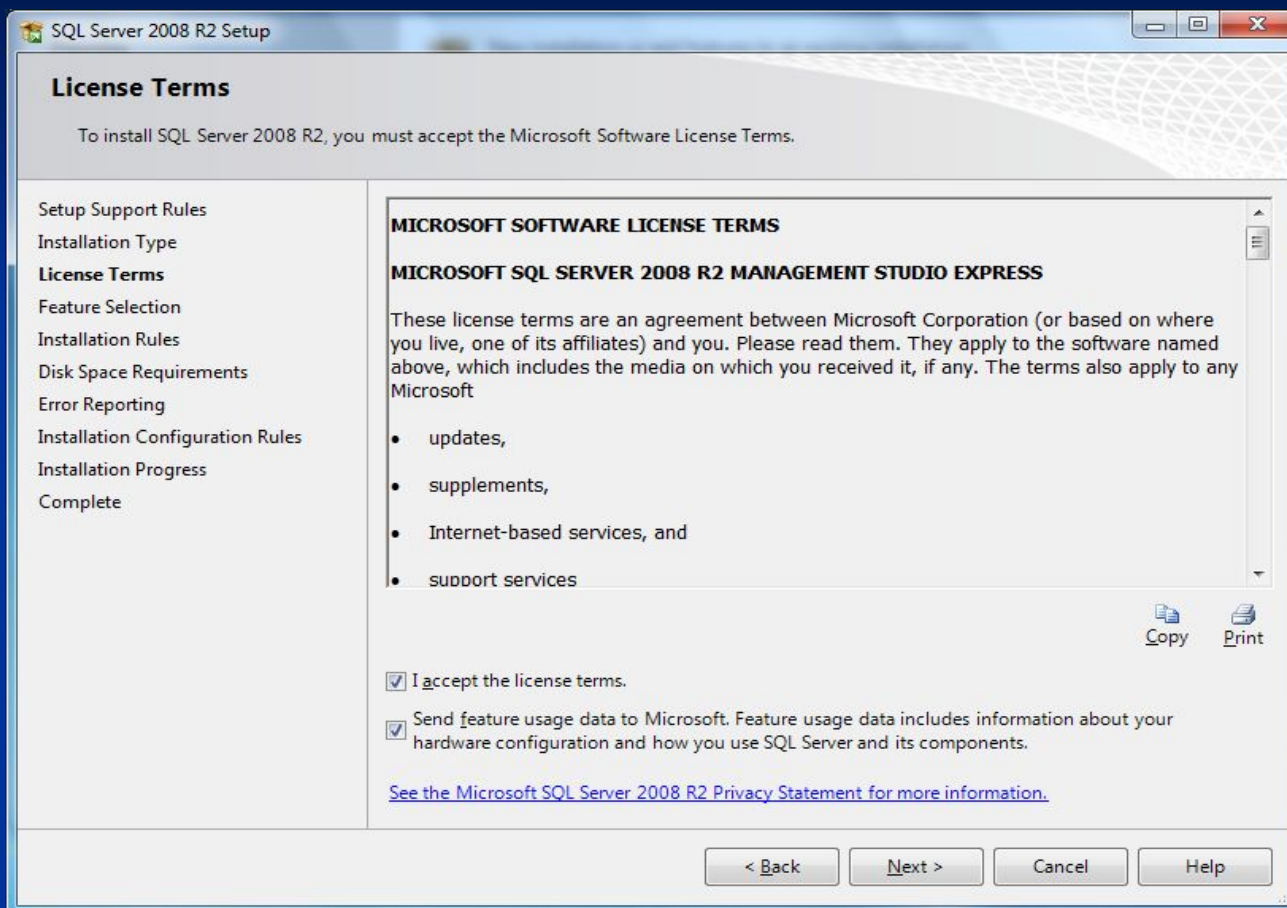 SQL Server 2008 R2 Setup
License Terms
To install SQL Server 2008 R2, you must accept the Microsoft Software License Terms.
Setup Support Rules
Installation Type
License Terms
Feature Selection
Installation Rules
Disk Space Requirements
Error Reporting
Installation Configuration Rules
Installation Progress
Complete
MICROSOFT SOFTWARE LICENSE TERMS
MICROSOFT SQL SERVER 2008 R2 MANAGEMENT STUDIO EXPRESS
These license terms are an agreement between Microsoft Corporation (or based on where
you live, one of its affiliates) and you. Please read them. They apply to the software named
above, which includes the media on which you received it, if any. The terms also apply to any
Microsoft
• updates,
• supplements,
• Internet-based services, and
• support services
Copy Print
I accept the license terms.
Send feature usage data to Microsoft. Feature usage data includes information about your
hardware configuration and how you use SQL Server and its components.
See the Microsoft SQL Server 2008 R2 Privacy Statement for more information.
< Back Next > Cancel Help